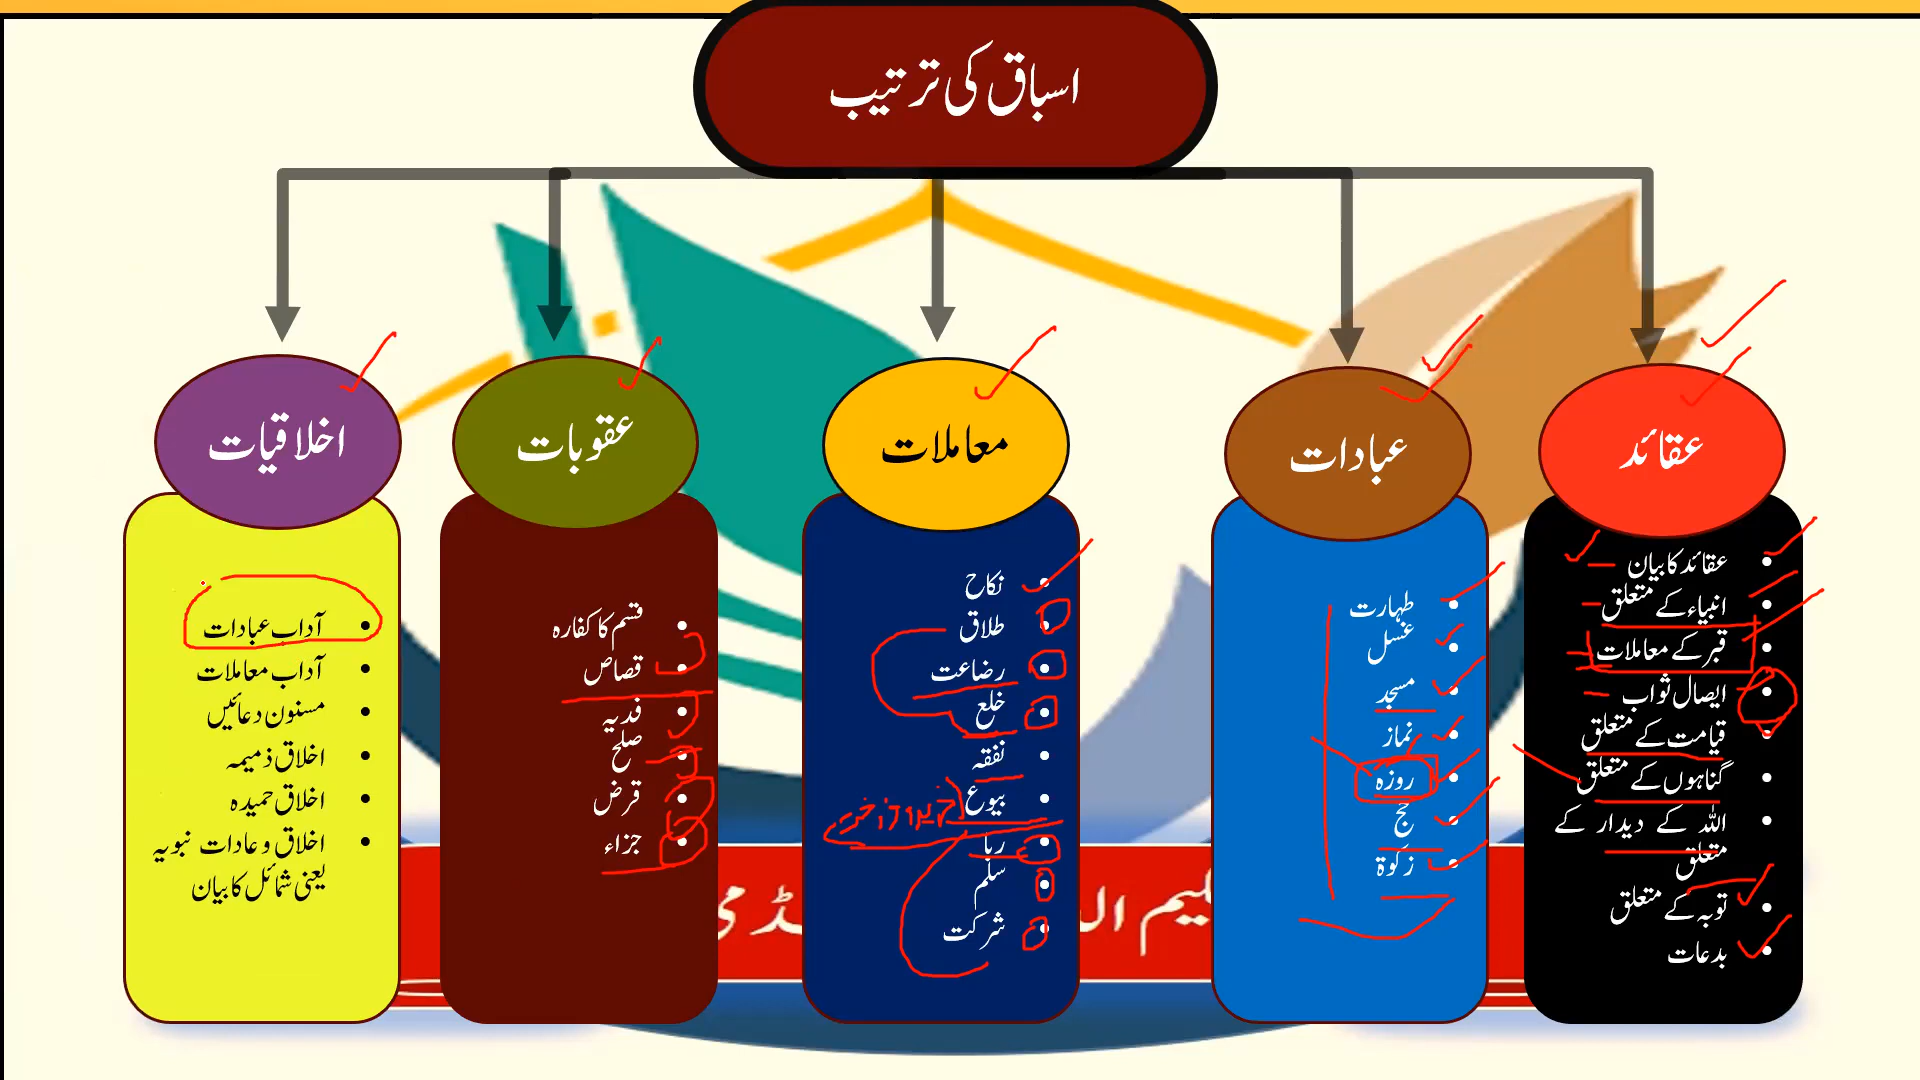 اسباق کی ترتیب
عقائد
عقائد کا بیان
انبیاء کے متعلق
قبر کے معاملات
ایصال ثواب
قیامت کے متعلق
گناہوں کے متعلق
اللہ کے دیدار کے
متعلق
توبہ کے متعلق
بدعات
عبادات
طہارت
غسل
مسجد
نماز
روزہ
حج
زکوۃ
معاملات
نکاح
طلاق
رضاعت
خلع
نفقہ
بیوع
(خرید و فروخت)
ربا
سلم
شرکت
عقوبات
قسم کا کفارہ
قصاص
فدیہ
صلح
قرض
جزاء
اخلاقیات
آداب عبادات
آداب معاملات
مسنون دعائیں
اخلاق ذمیمہ
اخلاق حمیدہ
اخلاق و عادات نبویہ
یعنی شمائل کا بیان